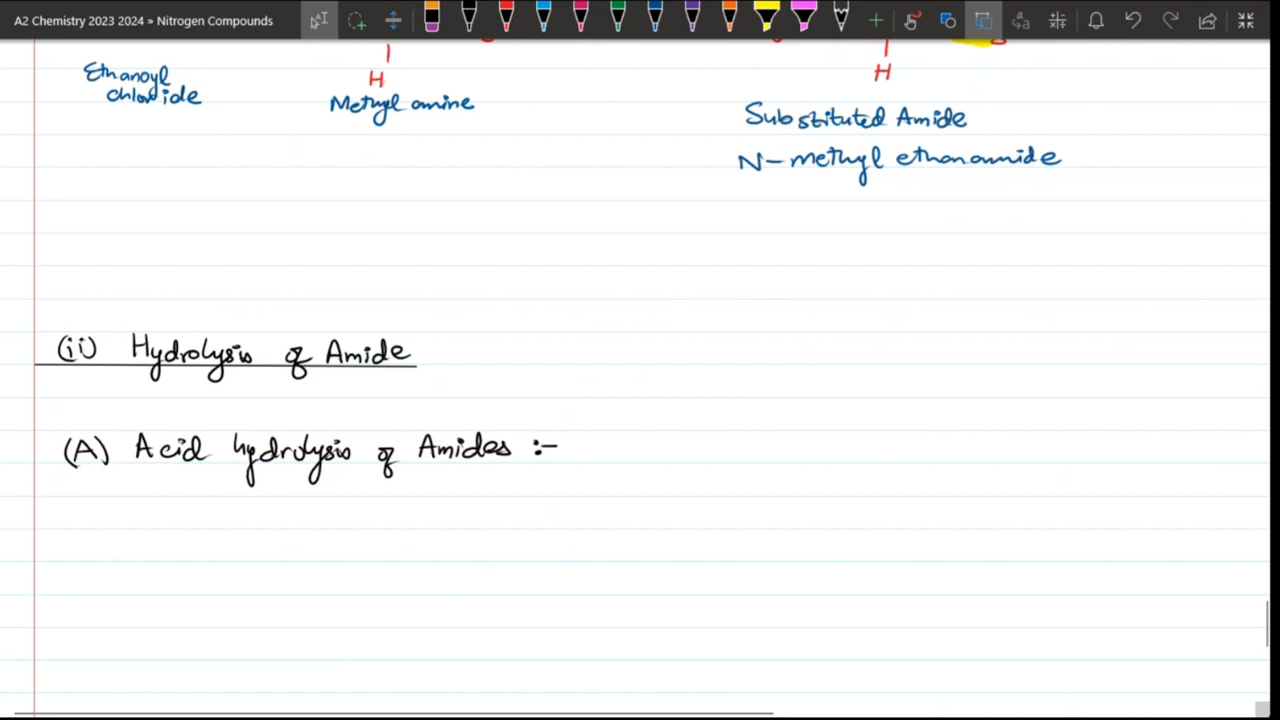 A2 Chemistry 2023 2024 » Nitrogen Compounds
H
H
Ethanoyl
chloride
Methyl amine
Substituted Amide
N-methyl ethanamide
(ii) Hydrolysis of Amide
(A) Acid hydrolysis of Amides :-